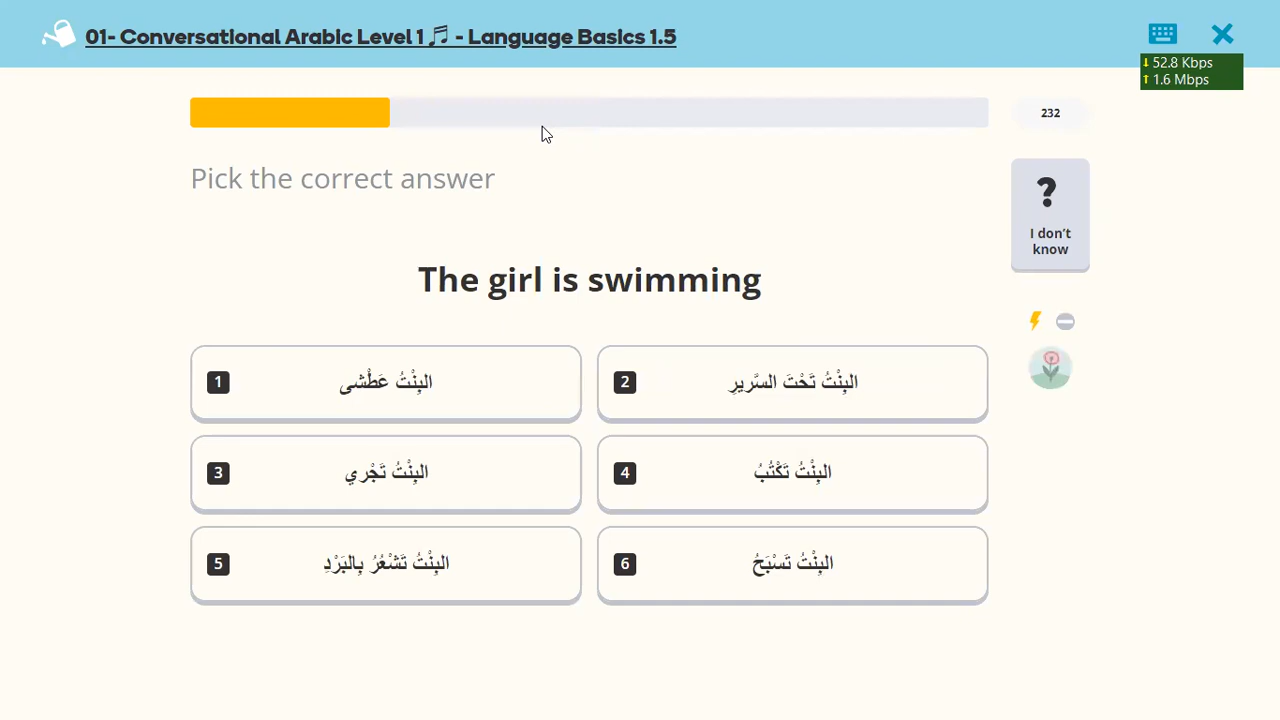 01- Conversational Arabic Level 1🎵 - Language Basics 1.5
↓ 52.8 Kbps
↑ 1.6 Mbps
232
Pick the correct answer
?
I don't
know
The girl is swimming
1 البِنْتُ عَطْشى
2 البِنْتُ تَحْتَ السَّريرِ
3 البِنْتُ تَجْري
4 البِنْتُ تَكْتُبُ
5 البِنْتُ تَشْعُرُ بِالبَرْدِ
6 البِنْتُ تَسْبَحُ